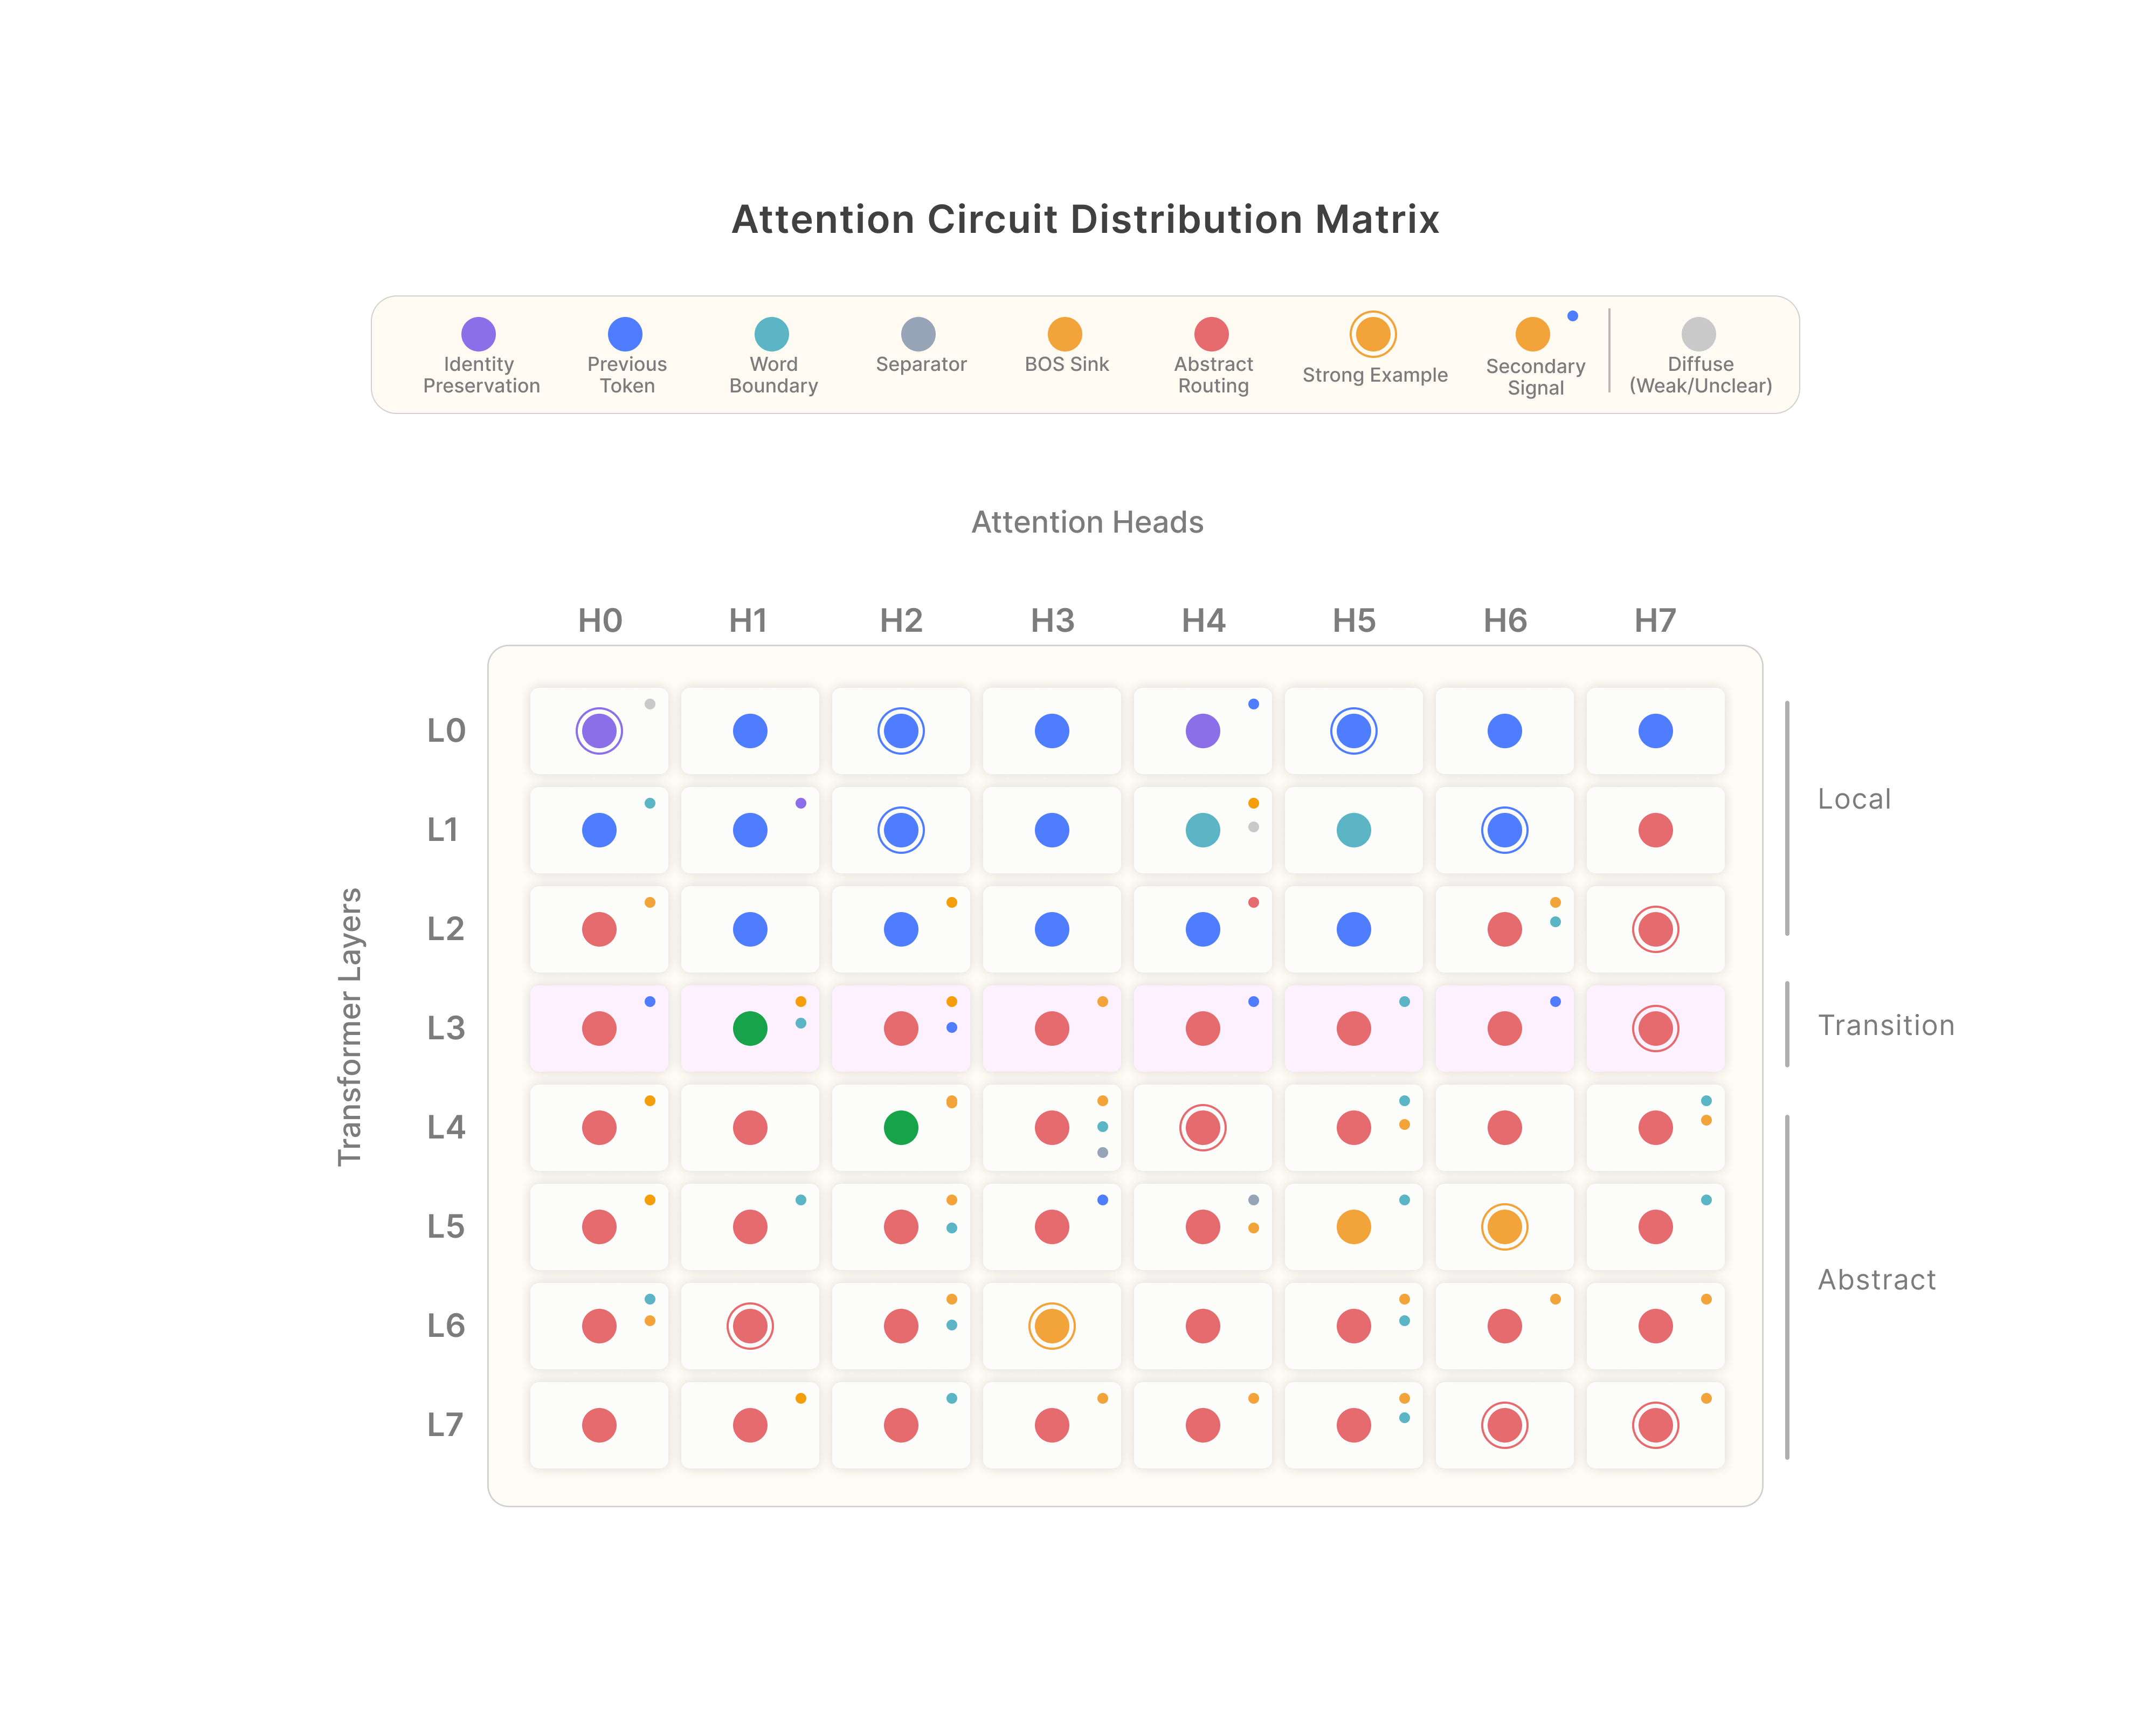 Attention Circuit Distribution Matrix
Identity
Preservation
Previous
Token
Word
Boundary
Separator
BOS Sink
Abstract
Routing
Strong Example
Secondary
Signal
Diffuse
(Weak/Unclear)
Attention Heads
H0 H1 H2 H3 H4 H5 H6 H7
Transformer Layers
L0
L1
L2
L3
L4
L5
L6
L7
Local
Transition
Abstract